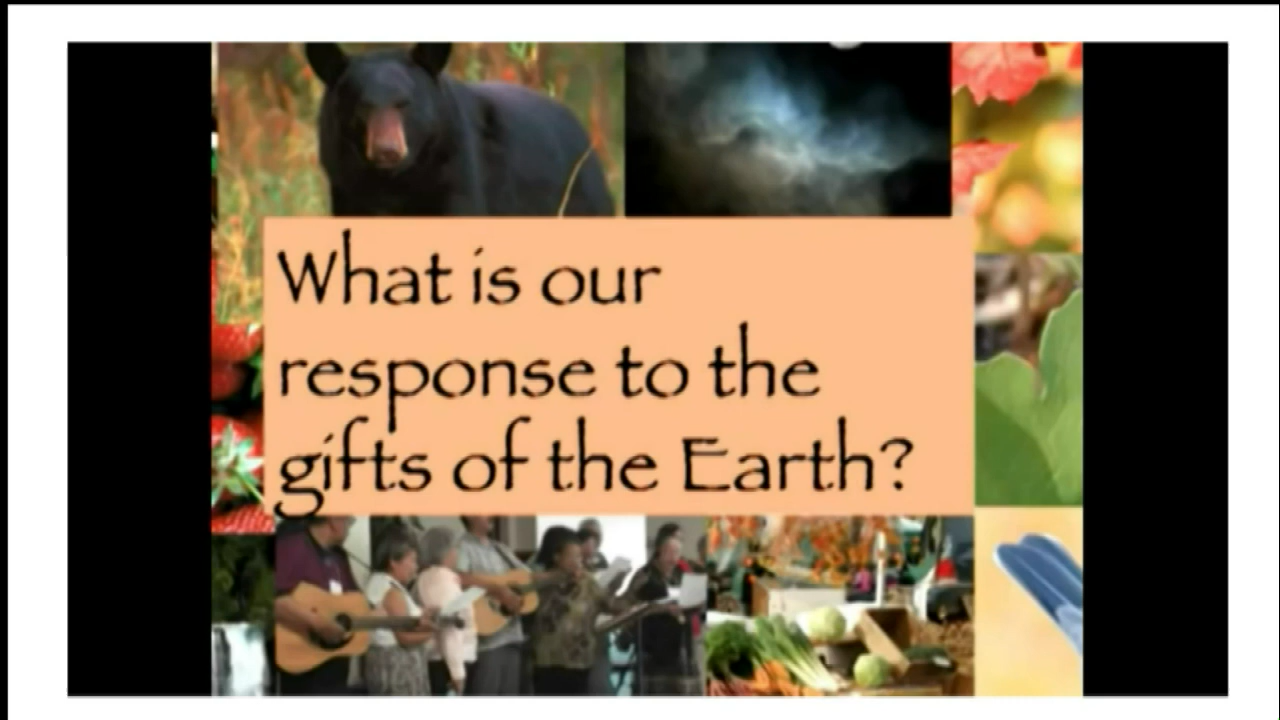 What is our
response to the
gifts of the Earth?